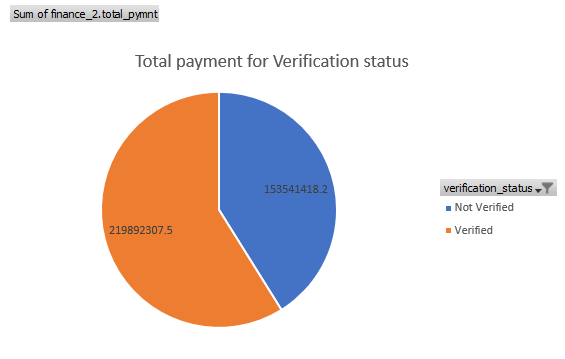 Sum of finance_2.total_pymnt
Total payment for Verification status
153541418.2
219892307.5
verification_status
Not Verified
Verified